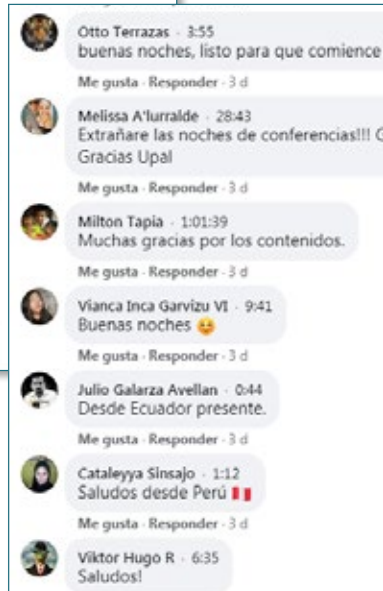 Otto Terrazas · 3:55
buenas noches, listo para que comience
Me gusta · Responder · 3 d
Melissa A'lurralde · 28:43
Extrañare las noches de conferencias!!! G
Gracias Upal
Me gusta · Responder · 3 d
Milton Tapia · 1:01:39
Muchas gracias por los contenidos.
Me gusta · Responder · 3 d
Vianca Inca Garvizu VI · 9:41
Buenas noches 😊
Me gusta · Responder · 3 d
Julio Galarza Avellan · 0:44
Desde Ecuador presente.
Me gusta · Responder · 3 d
Cataleyya Sinsajo · 1:12
Saludos desde Perú 🇵🇪
Me gusta · Responder · 3 d
Viktor Hugo R · 6:35
Saludos!